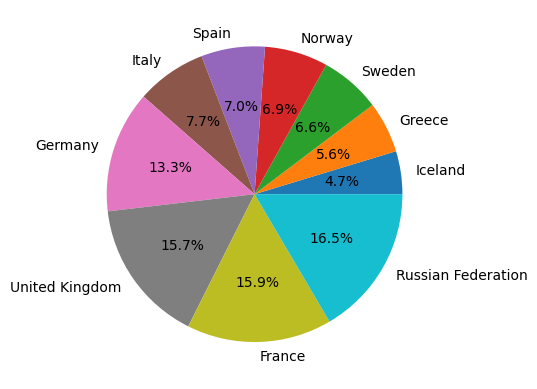 Spain
Norway
Italy
Sweden
7.0%
6.9%
Greece
7.7%
6.6%
Germany
5.6%
13.3%
Iceland
4.7%
16.5%
15.7%
Russian Federation
15.9%
United Kingdom
France